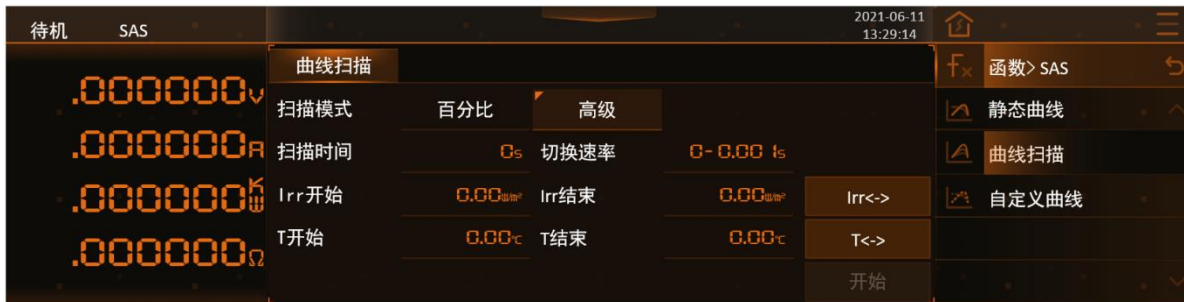 待机 SAS
2021-06-11
13:29:14
.000000V
.000000A
.000000KW
.000000Ω
曲线扫描
扫描模式 百分比 高级
扫描时间 0s 切换速率 0-0.001s
Irr开始 0.00W/m² Irr结束 0.00W/m² Irr<->
T开始 0.00℃ T结束 0.00℃ T<->
开始
fx 函数> SAS
静态曲线
曲线扫描
自定义曲线